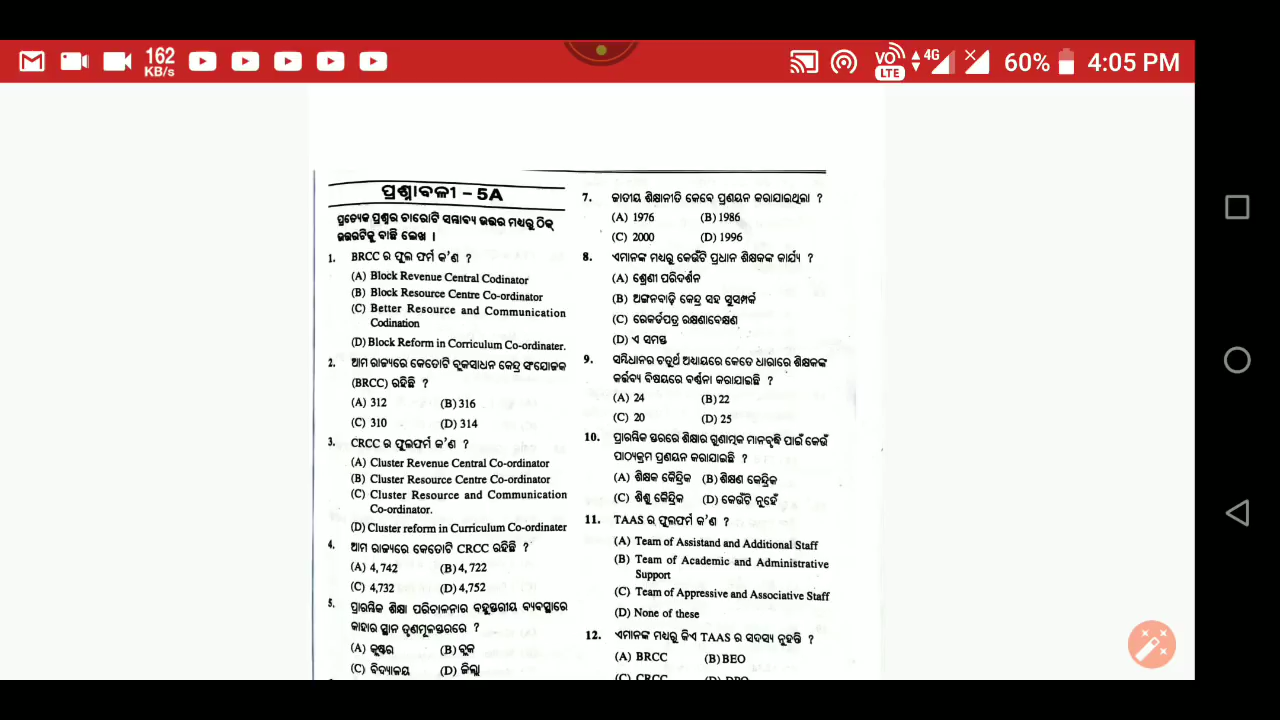 162
KB/s
VO
LTE
4G
60%
4:05 PM
ପ୍ରଶ୍ନାବଳୀ – 5A
ପ୍ରତ୍ୟେକ ପ୍ରଶ୍ନର ଚାରୋଟି ସମ୍ଭାବ୍ୟ ଉତ୍ତର ମଧ୍ୟରୁ ଠିକ୍
ଉତ୍ତରଟିକୁ ବାଛି ଲେଖ ।
1. BRCC ର ଫୁଲ ଫର୍ମ କ'ଣ ?
(A) Block Revenue Central Codinator
(B) Block Resource Centre Co-ordinator
(C) Better Resource and Communication
Codination
(D) Block Reform in Corriculum Co-ordinater.
2. ଆମ ରାଜ୍ୟରେ କେତୋଟି ବ୍ଲକସାଧନ କେନ୍ଦ୍ର ସଂଯୋଜକ
(BRCC) ରହିଛି ?
(A) 312 (B) 316
(C) 310 (D) 314
3. CRCC ର ଫୁଲଫର୍ମ କ'ଣ ?
(A) Cluster Revenue Central Co-ordinator
(B) Cluster Resource Centre Co-ordinator
(C) Cluster Resource and Communication
Co-ordinator.
(D) Cluster reform in Curriculum Co-ordinater
4. ଆମ ରାଜ୍ୟରେ କେତୋଟି CRCC ରହିଛି ?
(A) 4,742 (B) 4,722
(C) 4,732 (D) 4,752
5. ପ୍ରାରମ୍ଭିକ ଶିକ୍ଷା ପରିଚାଳନାର ବହୁସ୍ତରୀୟ ବ୍ୟବସ୍ଥାରେ
କାହାର ସ୍ଥାନ ତୃଣମୂଳସ୍ତରରେ ?
(A) କ୍ଲଷ୍ଟର (B) ବ୍ଲକ
(C) ବିଦ୍ୟାଳୟ (D) ଜିଲ୍ଲା
7. ଜାତୀୟ ଶିକ୍ଷାନୀତି କେବେ ପ୍ରଣୟନ କରାଯାଇଥିଲା ?
(A) 1976 (B) 1986
(C) 2000 (D) 1996
8. ଏମାନଙ୍କ ମଧ୍ୟରୁ କେଉଁଟି ପ୍ରଧାନ ଶିକ୍ଷକଙ୍କ କାର୍ଯ୍ୟ ?
(A) ଶ୍ରେଣୀ ପରିଦର୍ଶନ
(B) ଅଙ୍ଗନବାଡ଼ି କେନ୍ଦ୍ର ସହ ସୁସମ୍ପର୍କ
(C) ରେକର୍ଡପତ୍ର ରକ୍ଷଣାବେକ୍ଷଣ
(D) ଏ ସମସ୍ତ
9. ସମ୍ବିଧାନର ଚତୁର୍ଥ ଅଧ୍ୟାୟରେ କେତେ ଧାରାରେ ଶିକ୍ଷକଙ୍କ
କର୍ତ୍ତବ୍ୟ ବିଷୟରେ ବର୍ଣ୍ଣନା କରାଯାଇଛି ?
(A) 24 (B) 22
(C) 20 (D) 25
10. ପ୍ରାରମ୍ଭିକ ସ୍ତରରେ ଶିକ୍ଷାର ଗୁଣାତ୍ମକ ମାନବୃଦ୍ଧି ପାଇଁ କେଉଁ
ପାଠ୍ୟକ୍ରମ ପ୍ରଣୟନ କରାଯାଇଛି ?
(A) ଶିକ୍ଷକ କୈନ୍ଦ୍ରିକ (B) ଶିକ୍ଷଣ କେନ୍ଦ୍ରିକ
(C) ଶିଶୁ କୈନ୍ଦ୍ରିକ (D) କେଉଁଟି ନୁହେଁ
11. TAAS ର ଫୁଲଫର୍ମ କ'ଣ ?
(A) Team of Assistand and Additional Staff
(B) Team of Academic and Administrative
Support
(C) Team of Appressive and Associative Staff
(D) None of these
12. ଏମାନଙ୍କ ମଧ୍ୟରୁ କିଏ TAAS ର ସଦସ୍ୟ ନୁହନ୍ତି ?
(A) BRCC (B) BEO
(C) CRCC (D) DPO